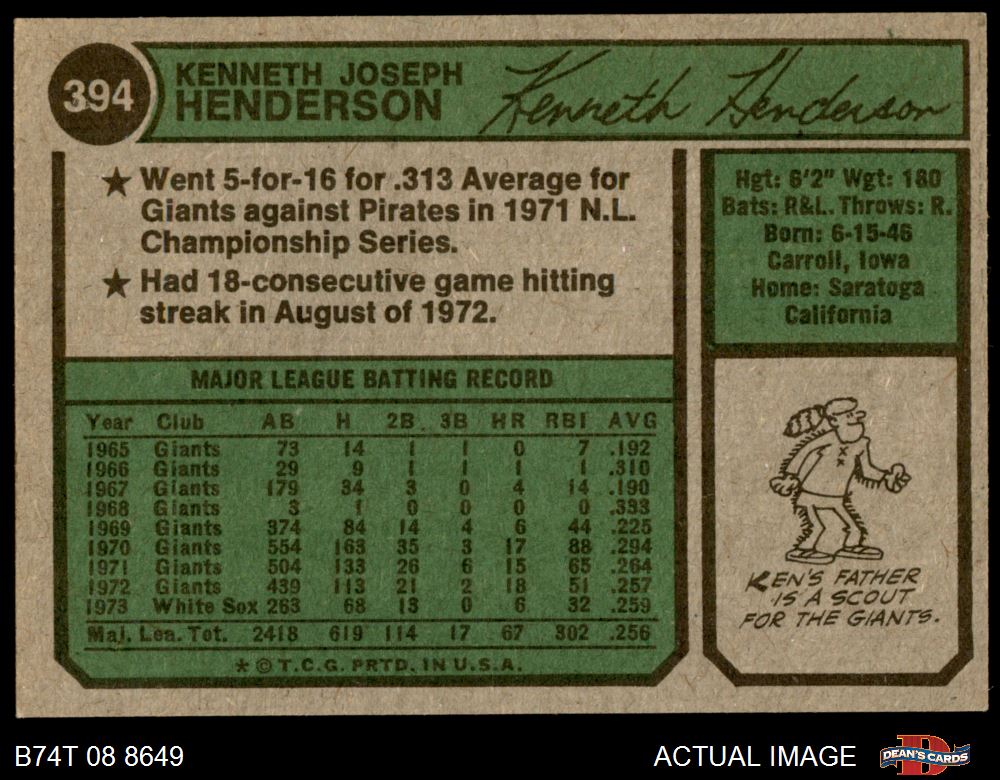 394
KENNETH JOSEPH
HENDERSON
Kenneth Henderson
★ Went 5-for-16 for .313 Average for
Giants against Pirates in 1971 N.L.
Championship Series.
★ Had 18-consecutive game hitting
streak in August of 1972.
Hgt: 6'2" Wgt: 180
Bats: R&L. Throws: R.
Born: 6-15-46
Carroll, Iowa
Home: Saratoga
California
MAJOR LEAGUE BATTING RECORD
Year Club AB H 2B 3B HR RBI AVG
1965 Giants 73 14 1 1 0 7 .192
1966 Giants 29 9 1 1 1 1 .310
1967 Giants 179 34 3 0 4 14 .190
1968 Giants 3 1 0 0 0 0 .333
1969 Giants 374 84 14 4 6 44 .225
1970 Giants 554 163 35 3 17 88 .294
1971 Giants 504 133 26 6 15 65 .264
1972 Giants 439 113 21 2 18 51 .257
1973 White Sox 263 68 13 0 6 32 .259
Maj. Lea. Tot. 2418 619 114 17 67 302 .256
* © T.C.G. PRTD. IN U.S.A.
KEN'S FATHER
IS A SCOUT
FOR THE GIANTS.
B74T 08 8649
ACTUAL IMAGE
DEAN'S CARDS